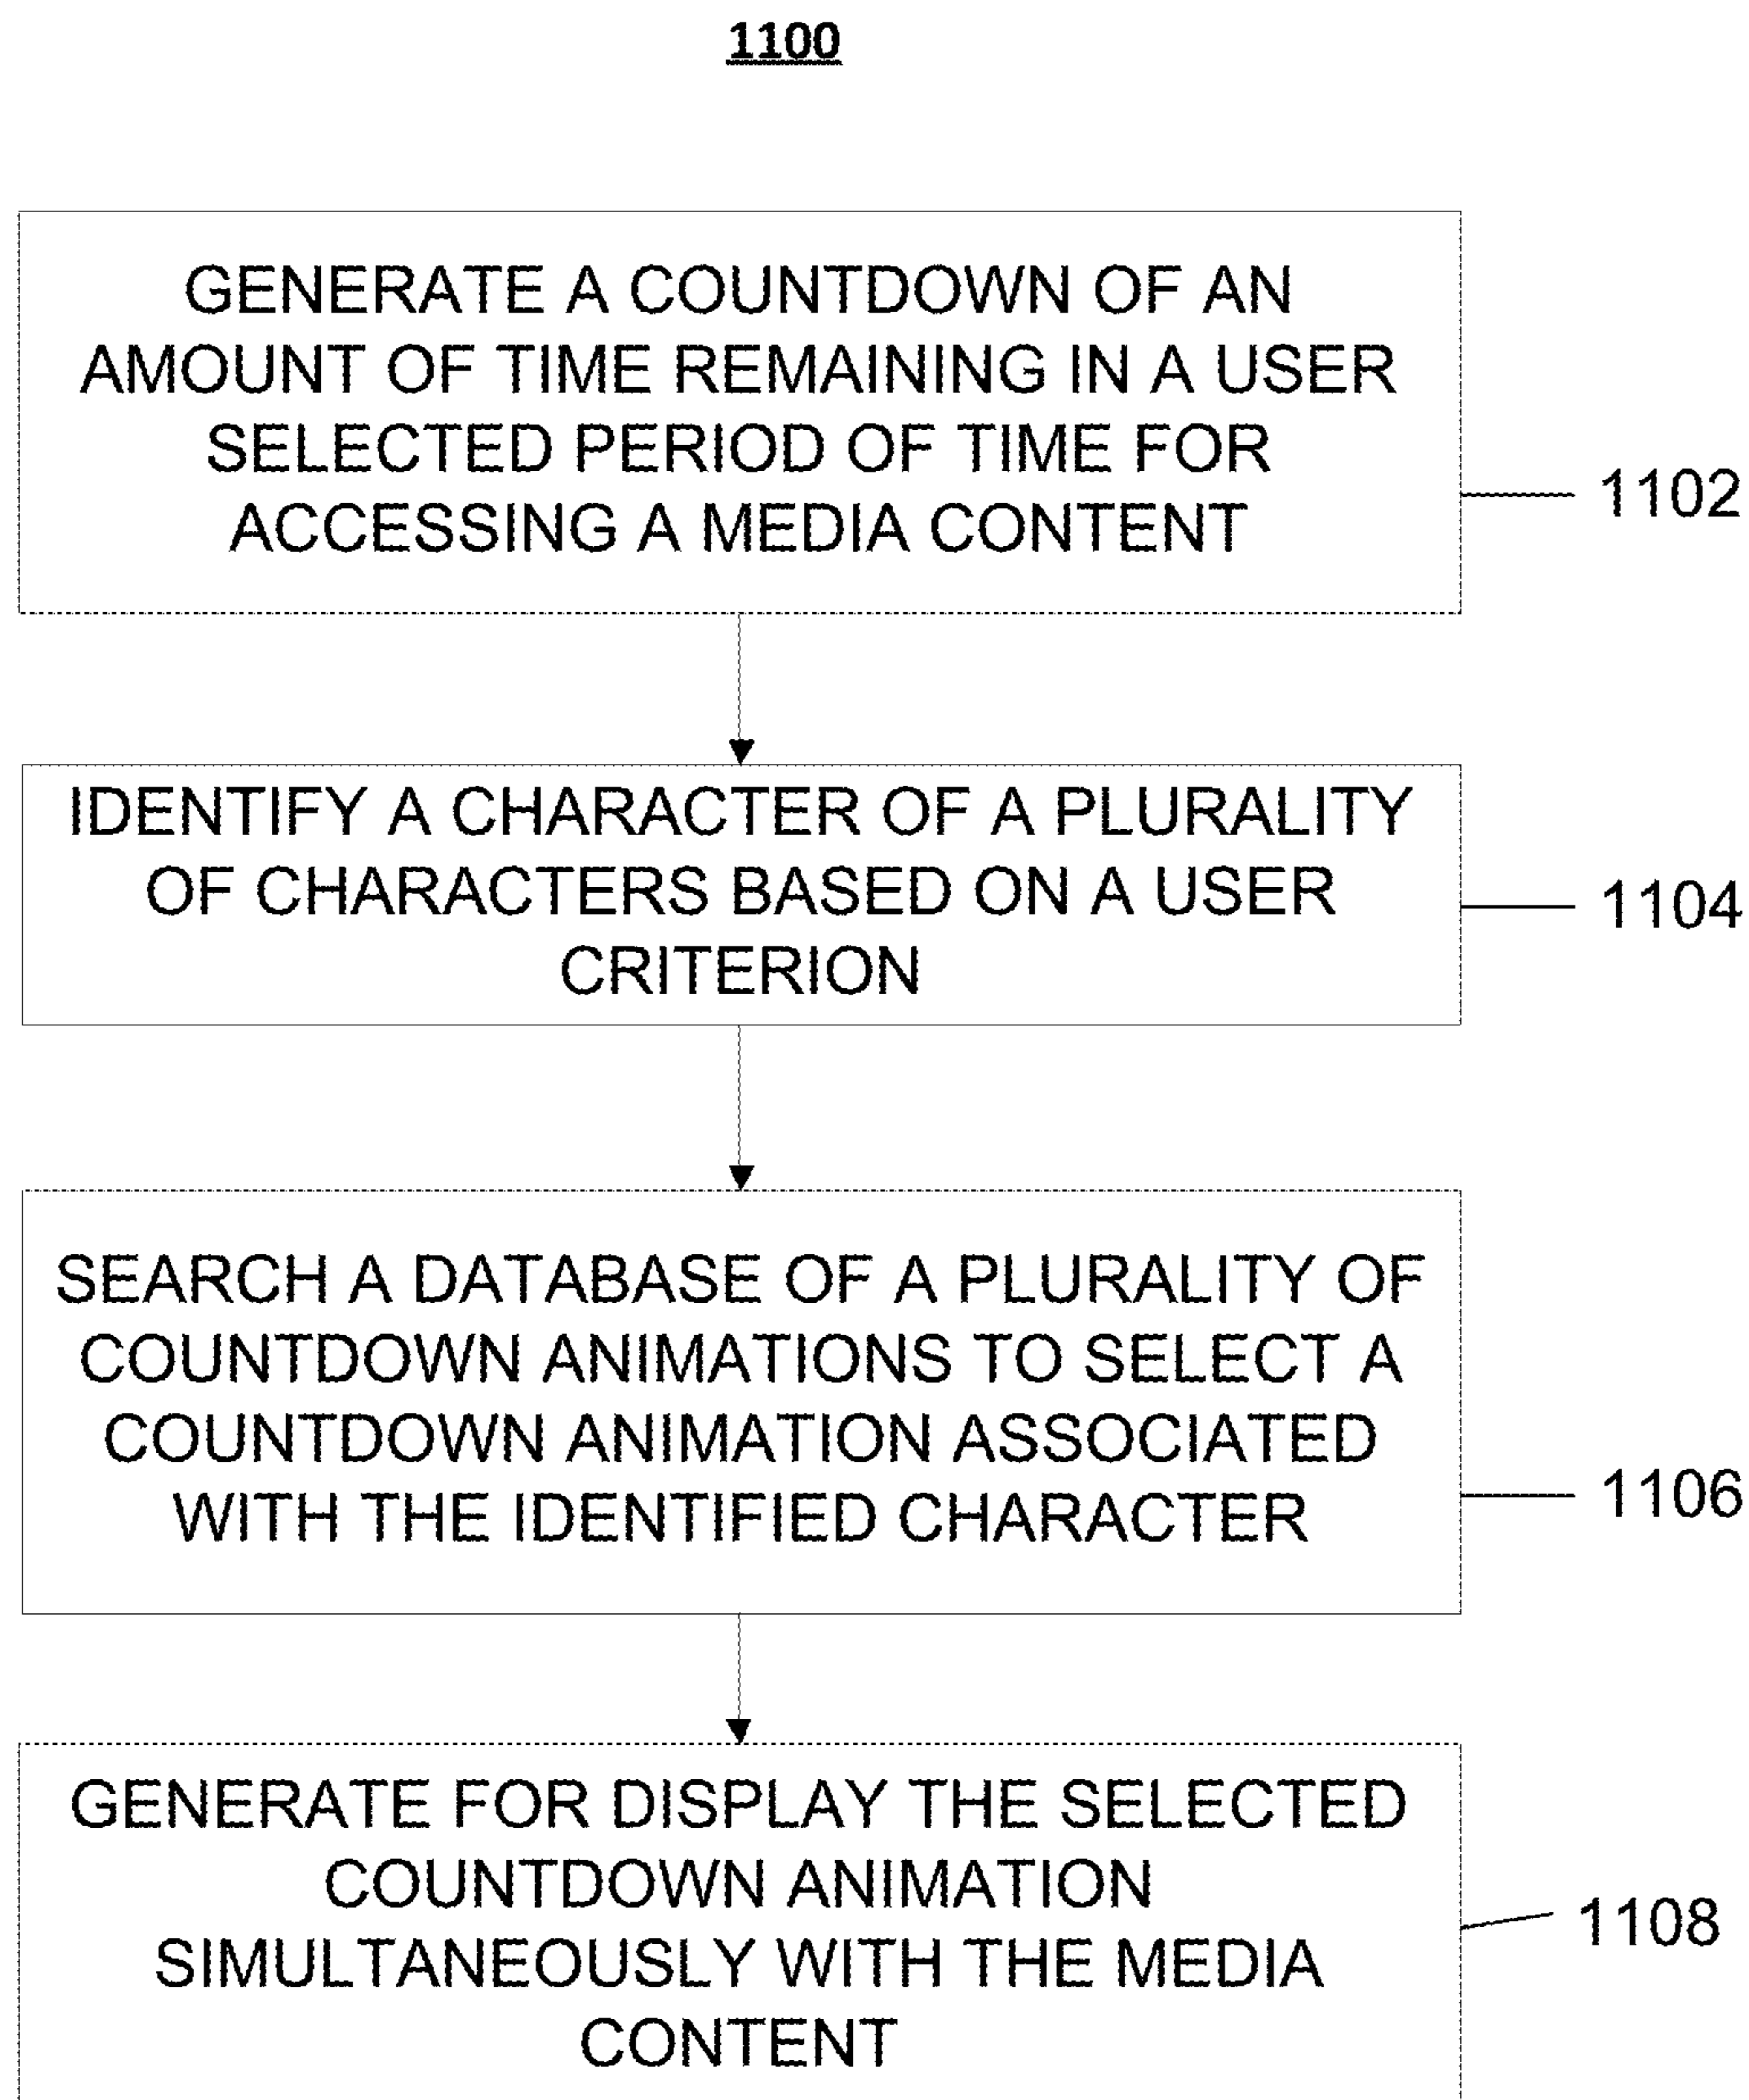 1100
GENERATE A COUNTDOWN OF AN
AMOUNT OF TIME REMAINING IN A USER
SELECTED PERIOD OF TIME FOR
ACCESSING A MEDIA CONTENT
1102
IDENTIFY A CHARACTER OF A PLURALITY
OF CHARACTERS BASED ON A USER
CRITERION
1104
SEARCH A DATABASE OF A PLURALITY OF
COUNTDOWN ANIMATIONS TO SELECT A
COUNTDOWN ANIMATION ASSOCIATED
WITH THE IDENTIFIED CHARACTER
1106
GENERATE FOR DISPLAY THE SELECTED
COUNTDOWN ANIMATION
SIMULTANEOUSLY WITH THE MEDIA
CONTENT
1108